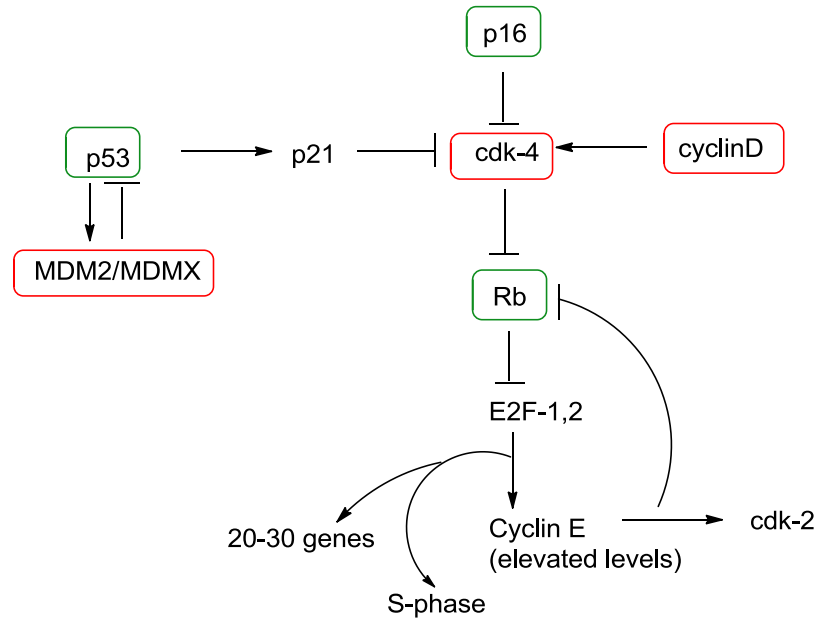 p16
p53
p21
cdk-4
cyclinD
MDM2/MDMX
Rb
E2F-1,2
20-30 genes
Cyclin E
(elevated levels)
cdk-2
S-phase